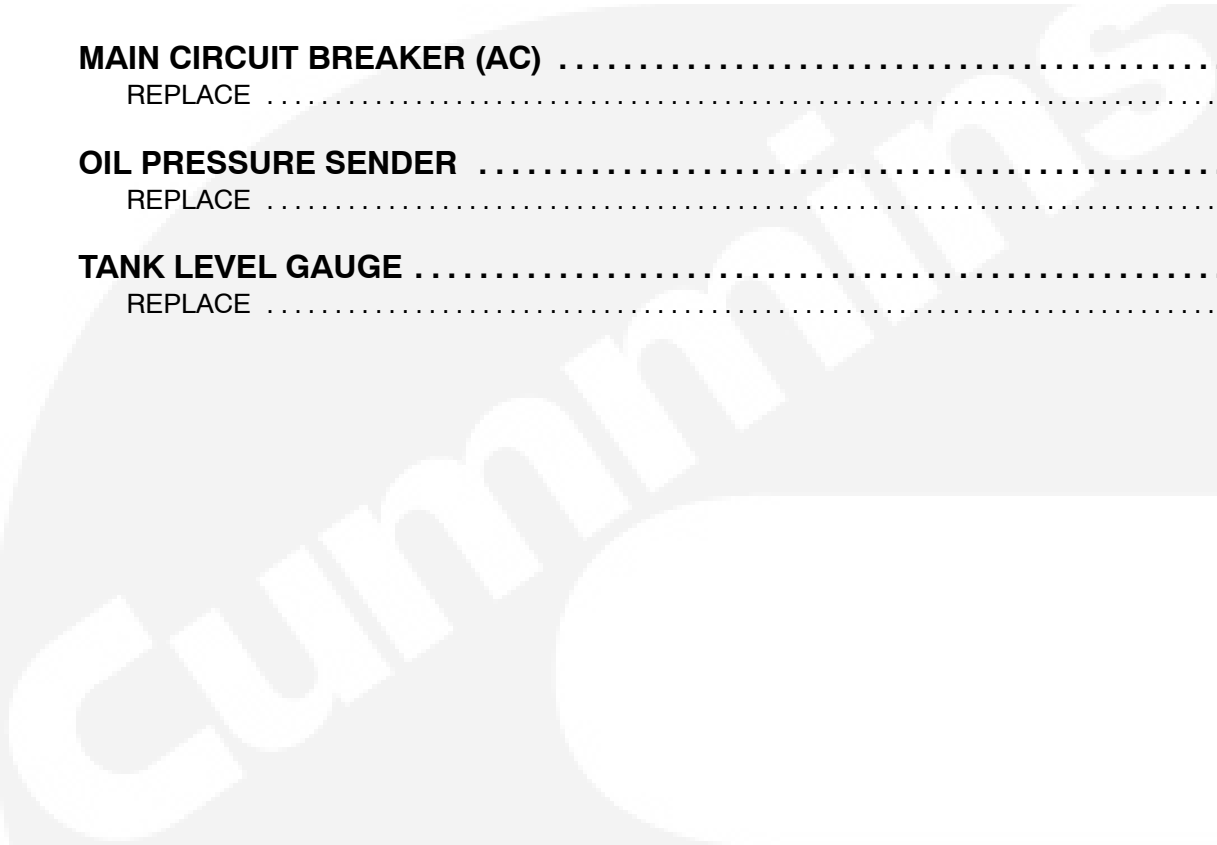 MAIN CIRCUIT BREAKER (AC) . . . . . . . . . . . . . . . . . . . . . . . . . . . . . . . . . . . . . . . . .
REPLACE . . . . . . . . . . . . . . . . . . . . . . . . . . . . . . . . . . . . . . . . . . . . . . . . . . . . . . . . . . . . . . . . . . . . .
OIL PRESSURE SENDER . . . . . . . . . . . . . . . . . . . . . . . . . . . . . . . . . . . . . . . . . . . . . .
REPLACE . . . . . . . . . . . . . . . . . . . . . . . . . . . . . . . . . . . . . . . . . . . . . . . . . . . . . . . . . . . . . . . . . . . . .
TANK LEVEL GAUGE . . . . . . . . . . . . . . . . . . . . . . . . . . . . . . . . . . . . . . . . . . . . . . . . . .
REPLACE . . . . . . . . . . . . . . . . . . . . . . . . . . . . . . . . . . . . . . . . . . . . . . . . . . . . . . . . . . . . . . . . . . . . .
Cummins